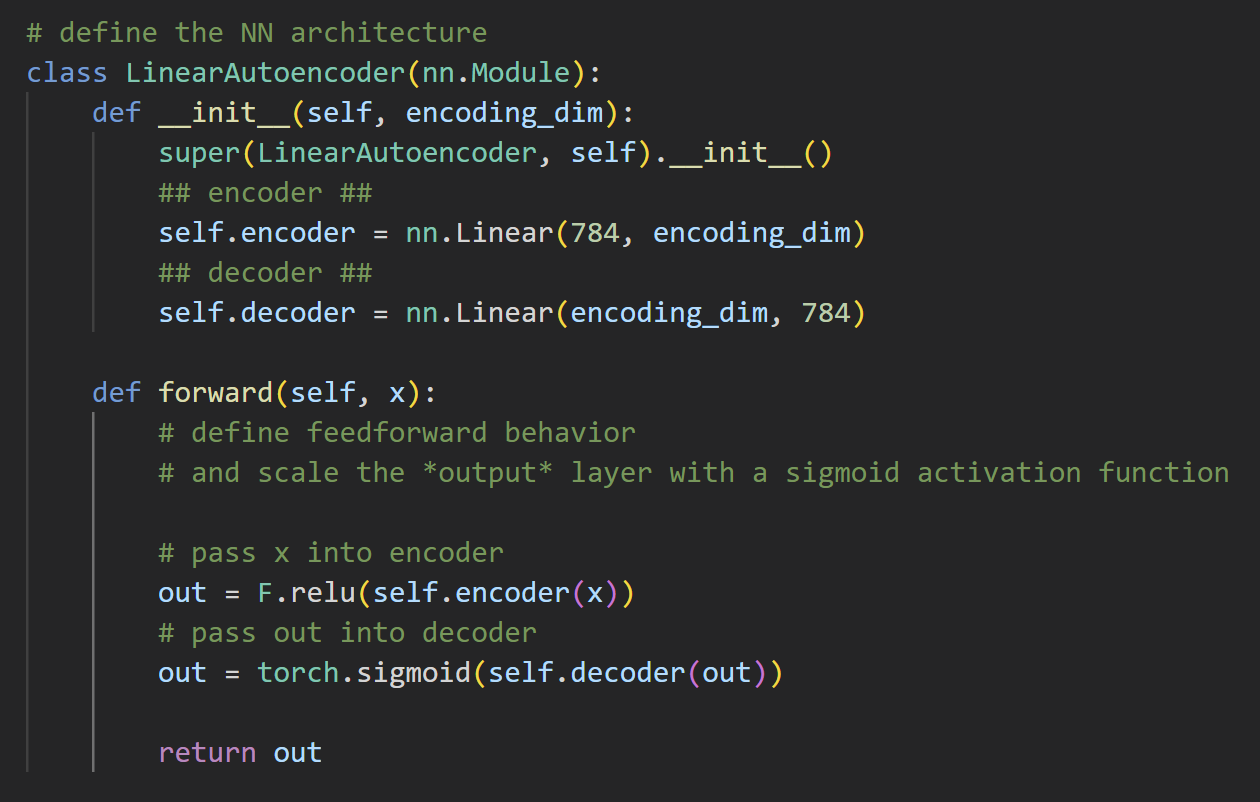 # define the NN architecture
class LinearAutoencoder(nn.Module):
    def __init__(self, encoding_dim):
        super(LinearAutoencoder, self).__init__()
        ## encoder ##
        self.encoder = nn.Linear(784, encoding_dim)
        ## decoder ##
        self.decoder = nn.Linear(encoding_dim, 784)

    def forward(self, x):
        # define feedforward behavior
        # and scale the *output* layer with a sigmoid activation function

        # pass x into encoder
        out = F.relu(self.encoder(x))
        # pass out into decoder
        out = torch.sigmoid(self.decoder(out))

        return out